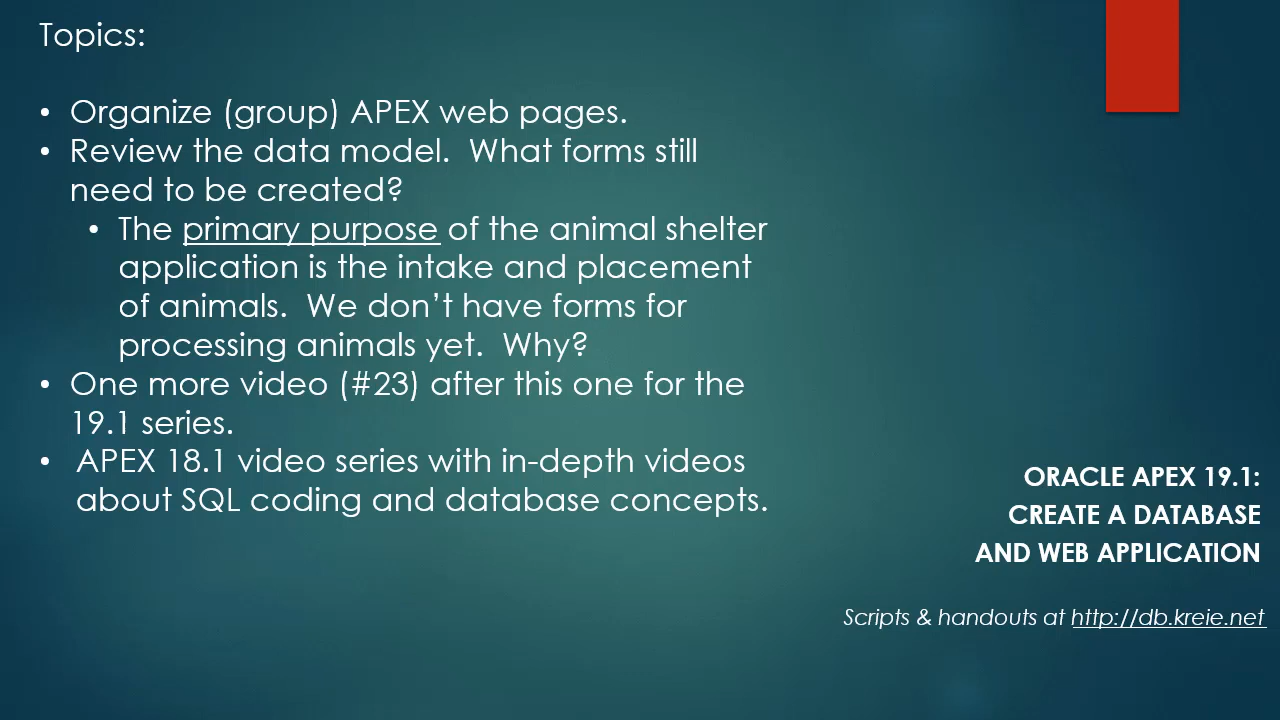 Topics:
• Organize (group) APEX web pages.
• Review the data model.  What forms still
need to be created?
• The primary purpose of the animal shelter
application is the intake and placement
of animals.  We don’t have forms for
processing animals yet.  Why?
• One more video (#23) after this one for the
19.1 series.
• APEX 18.1 video series with in-depth videos
about SQL coding and database concepts.
ORACLE APEX 19.1:
CREATE A DATABASE
AND WEB APPLICATION
Scripts & handouts at http://db.kreie.net